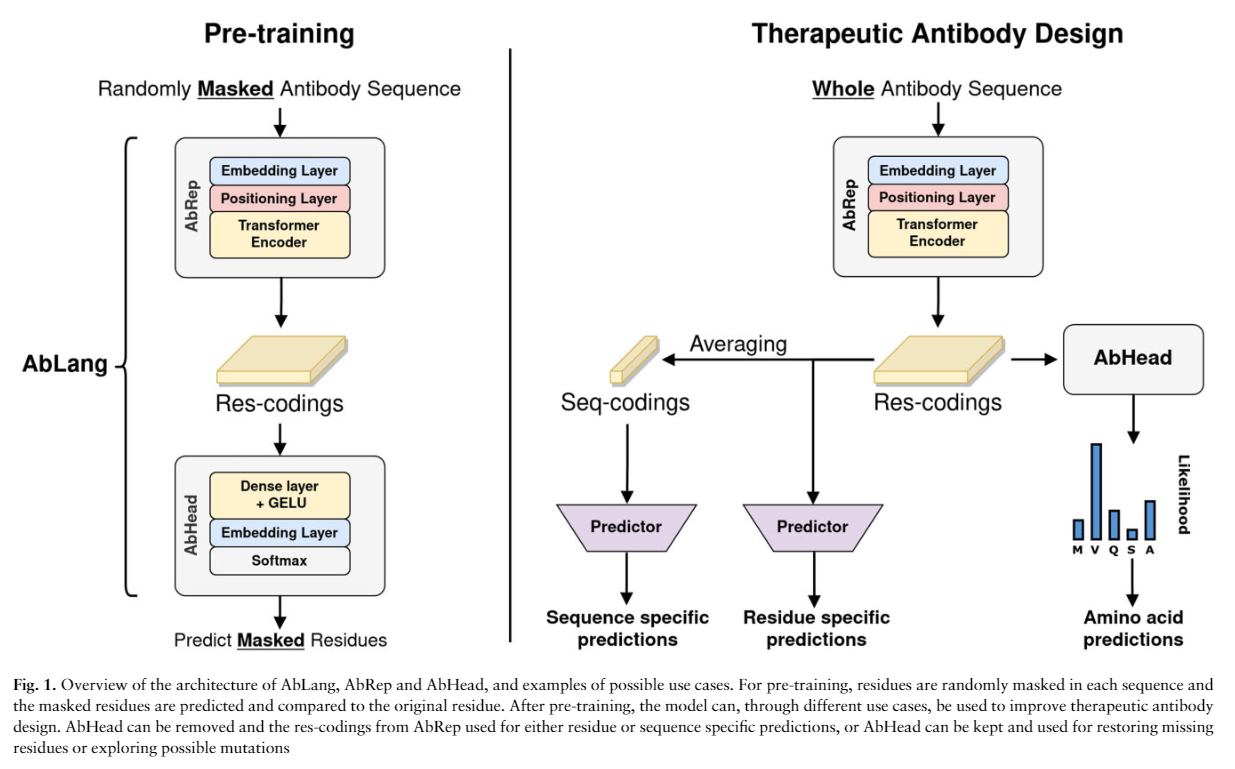 Pre-training
Randomly Masked Antibody Sequence
AbRep
Embedding Layer
Positioning Layer
Transformer
Encoder
AbLang
Res-codings
AbHead
Dense layer
+ GELU
Embedding Layer
Softmax
Predict Masked Residues
Therapeutic Antibody Design
Whole Antibody Sequence
AbRep
Embedding Layer
Positioning Layer
Transformer
Encoder
Averaging
Seq-codings
Res-codings
AbHead
Predictor
Predictor
Likelihood
M V Q S A
Sequence specific
predictions
Residue specific
predictions
Amino acid
predictions
Fig. 1. Overview of the architecture of AbLang, AbRep and AbHead, and examples of possible use cases. For pre-training, residues are randomly masked in each sequence and
the masked residues are predicted and compared to the original residue. After pre-training, the model can, through different use cases, be used to improve therapeutic antibody
design. AbHead can be removed and the res-codings from AbRep used for either residue or sequence specific predictions, or AbHead can be kept and used for restoring missing
residues or exploring possible mutations